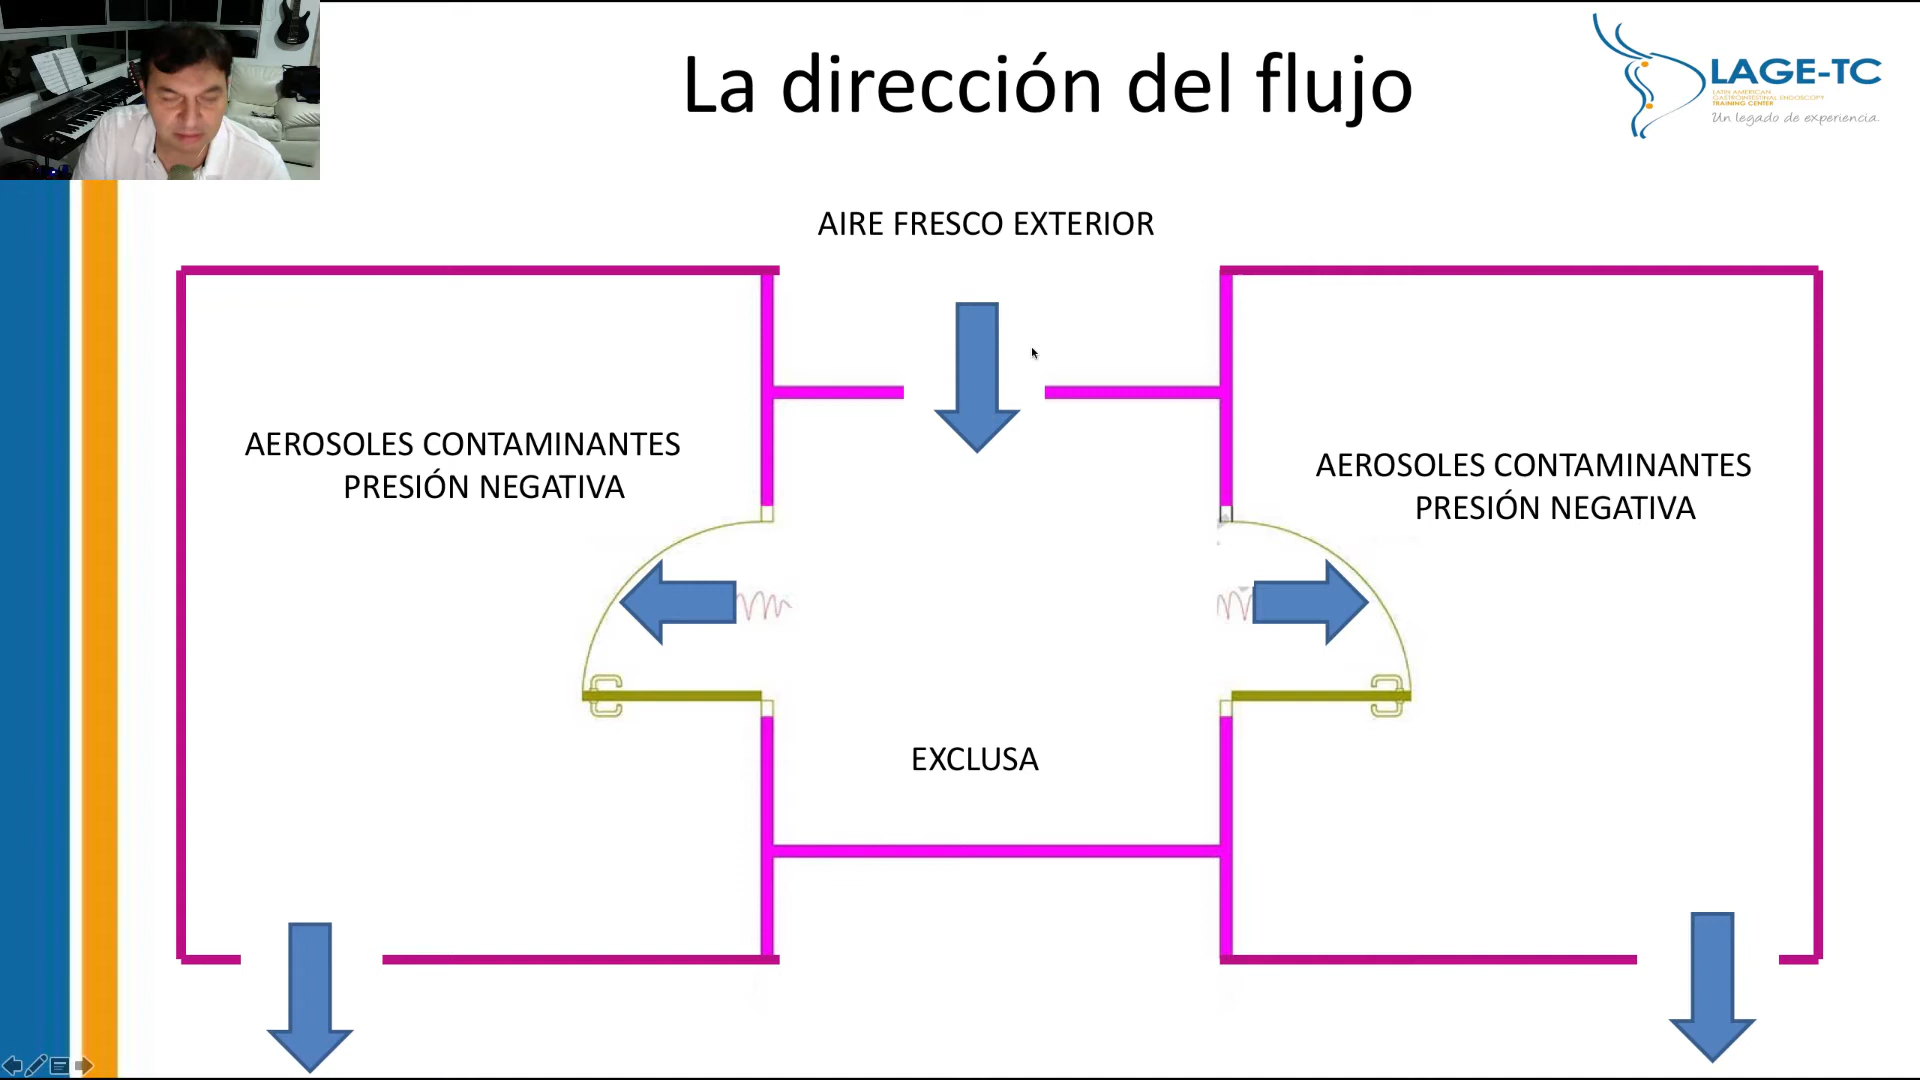 La dirección del flujo
LAGE-TC
LATIN AMERICAN
GASTROINTESTINAL ENDOSCOPY
TRAINING CENTER
Un legado de experiencia.
AIRE FRESCO EXTERIOR
AEROSOLES CONTAMINANTES
PRESIÓN NEGATIVA
AEROSOLES CONTAMINANTES
PRESIÓN NEGATIVA
EXCLUSA